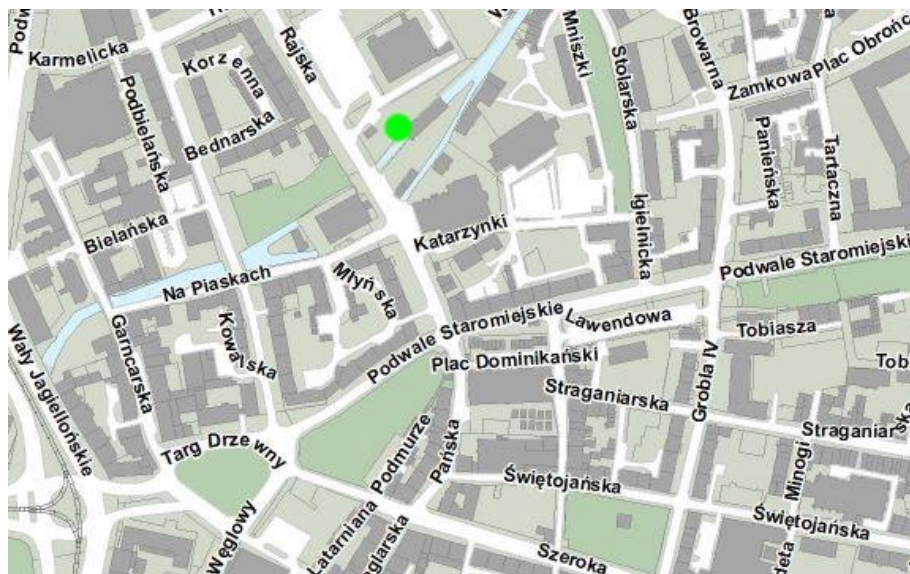 Karmelicka
Korzenna
Rajska
Mniszki
Stolarska
Browarna
Zamkowa
Plac Obrońc
Podbielańska
Bednarska
Panieńska
Tartaczna
Bielańska
Katarzynki
Igielnicka
Na Piaskach
Młyńska
Podwale Staromiejskie
Podwale Staromiejski
Wały Jagiellońskie
Garncarska
Kowalska
Lawendowa
Tobiasza
Plac Dominikański
Straganiarska
Grobla IV
Straganiarska
Targ Drzewny
Podmurze
Pańska
Minogi
Świętojańska
Świętojańska
Węglowy
Latarniana
Szeroka